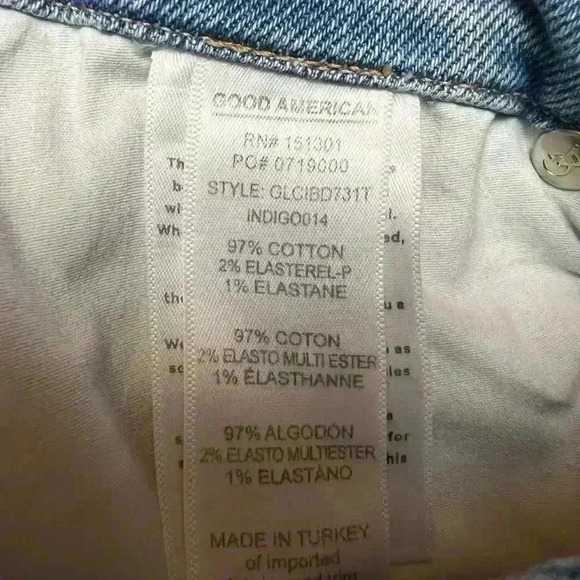 GOOD AMERICAN
RN# 151301
PO# 0719000
STYLE: GLCIBD731T
INDIGO014
97% COTTON
2% ELASTEREL-P
1% ELASTANE
97% COTON
2% ELASTO MULTI ESTER
1% ÉLASTHANNE
97% ALGODÓN
2% ELASTO MULTIESTER
1% ELASTANO
MADE IN TURKEY
of imported